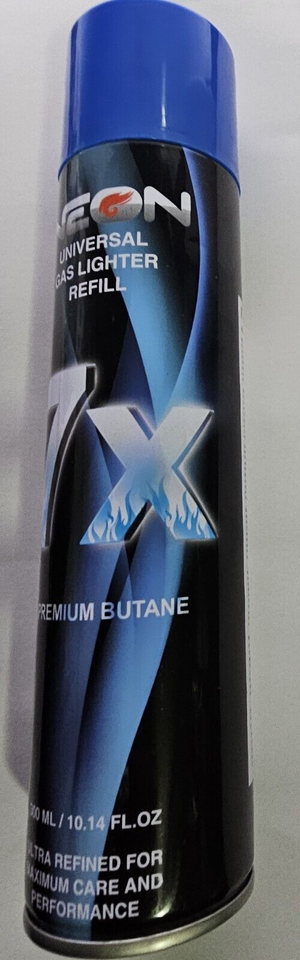 NEON
UNIVERSAL
GAS LIGHTER
REFILL
7X
PREMIUM BUTANE
300 ML / 10.14 FL.OZ
ULTRA REFINED FOR
MAXIMUM CARE AND
PERFORMANCE